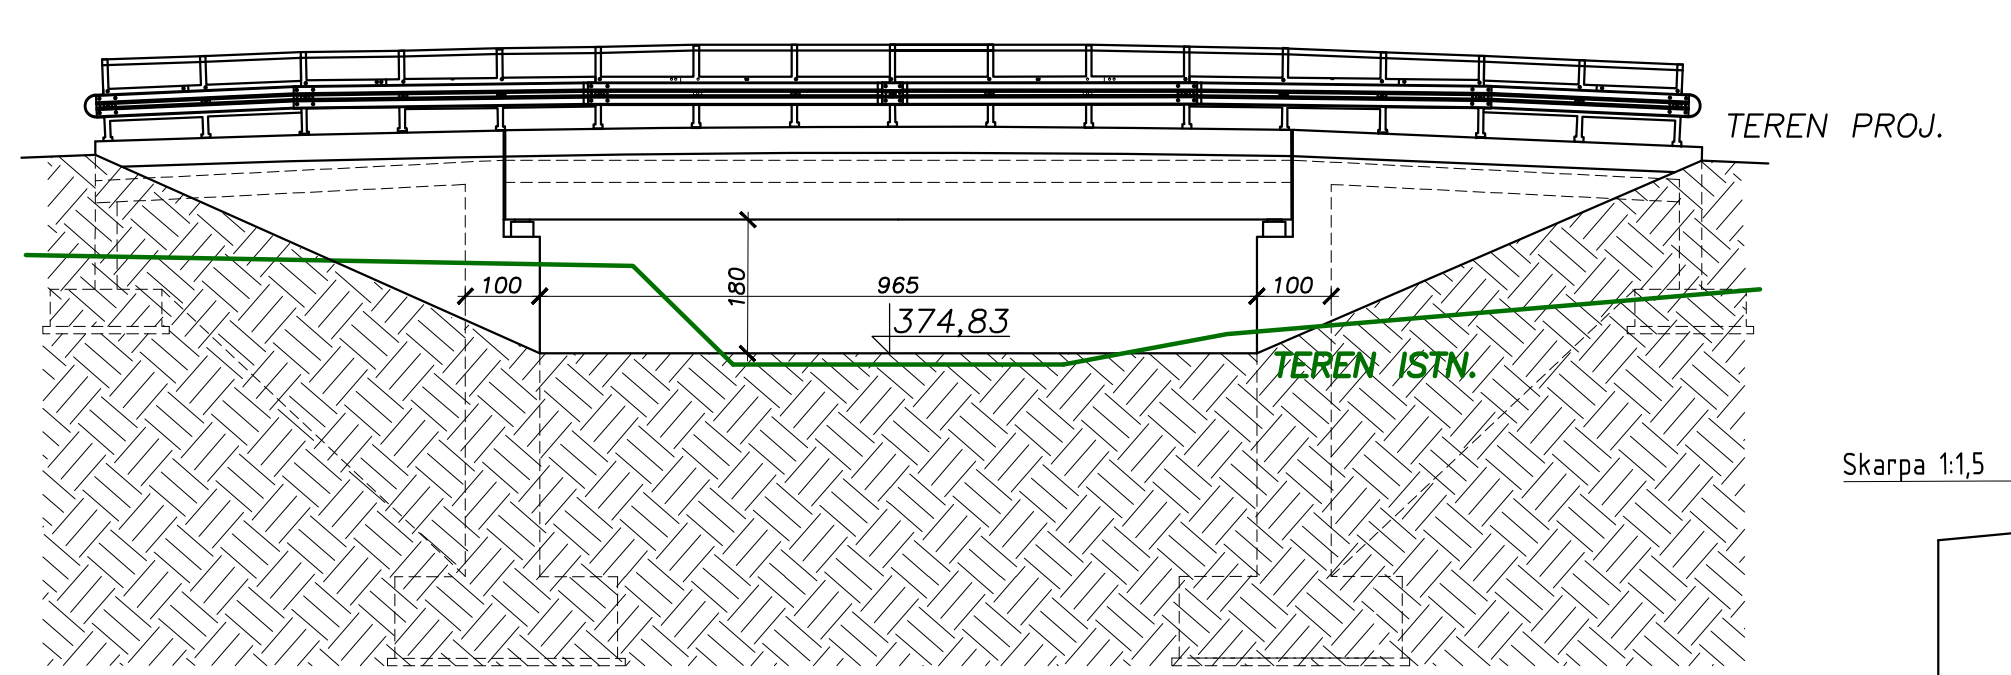 TEREN PROJ.
100
180
965
100
374,83
TEREN ISTN.
Skarpa 1:1,5